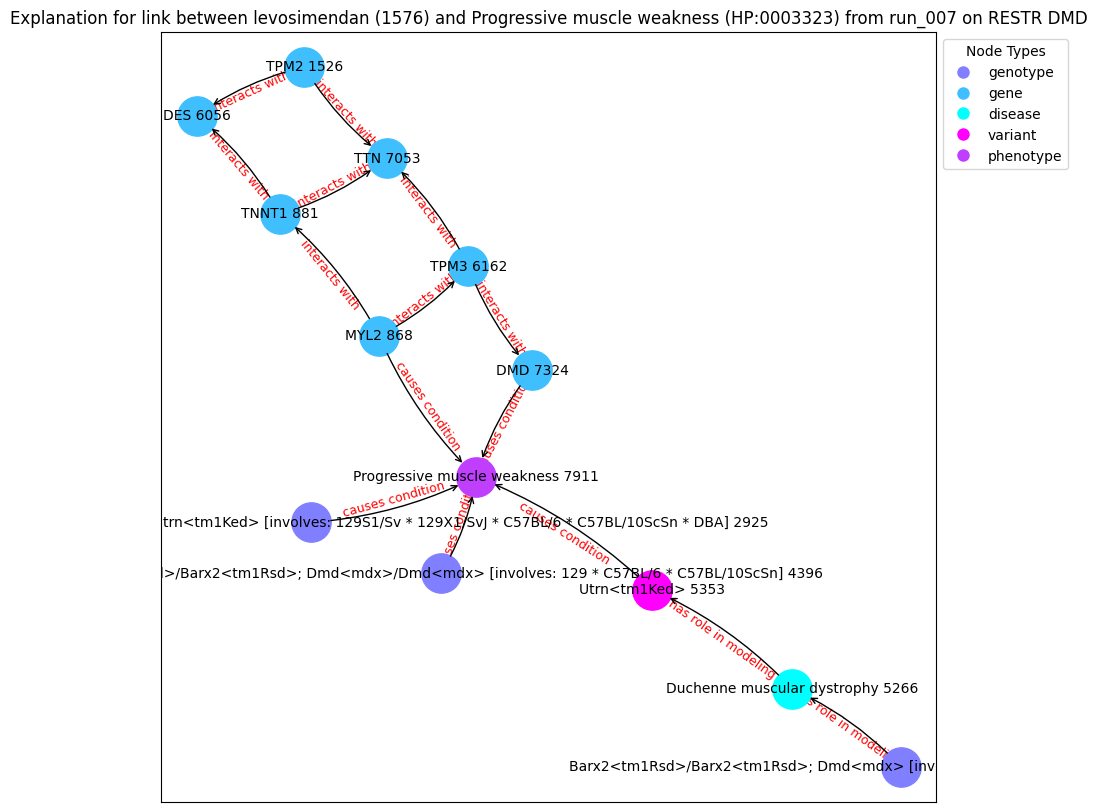 Explanation for link between levosimendan (1576) and Progressive muscle weakness (HP:0003323) from run_007 on RESTR DMD
Node Types
genotype
gene
disease
variant
phenotype
TPM2 1526
interacts with
interacts with
DES 6056
interacts with
TTN 7053
interacts with
interacts with
TNNT1 881
interacts with
TPM3 6162
interacts with
interacts with
MYL2 868
DMD 7324
causes condition
uses condition
Progressive muscle weakness 7911
causes condition
causes condition
trn<tm1Ked> [involves: 129S1/Sv * 129X1/SvJ * C57BL/6 * C57BL/10ScSn * DBA] 2925
ses condit
]>/Barx2<tm1Rsd>; Dmd<mdx>/Dmd<mdx> [involves: 129 * C57BL/6 * C57BL/10ScSn] 4396
Utrn<tm1Ked> 5353
has role in modeling
Duchenne muscular dystrophy 5266
s role in modeli
Barx2<tm1Rsd>/Barx2<tm1Rsd>; Dmd<mdx> [inv